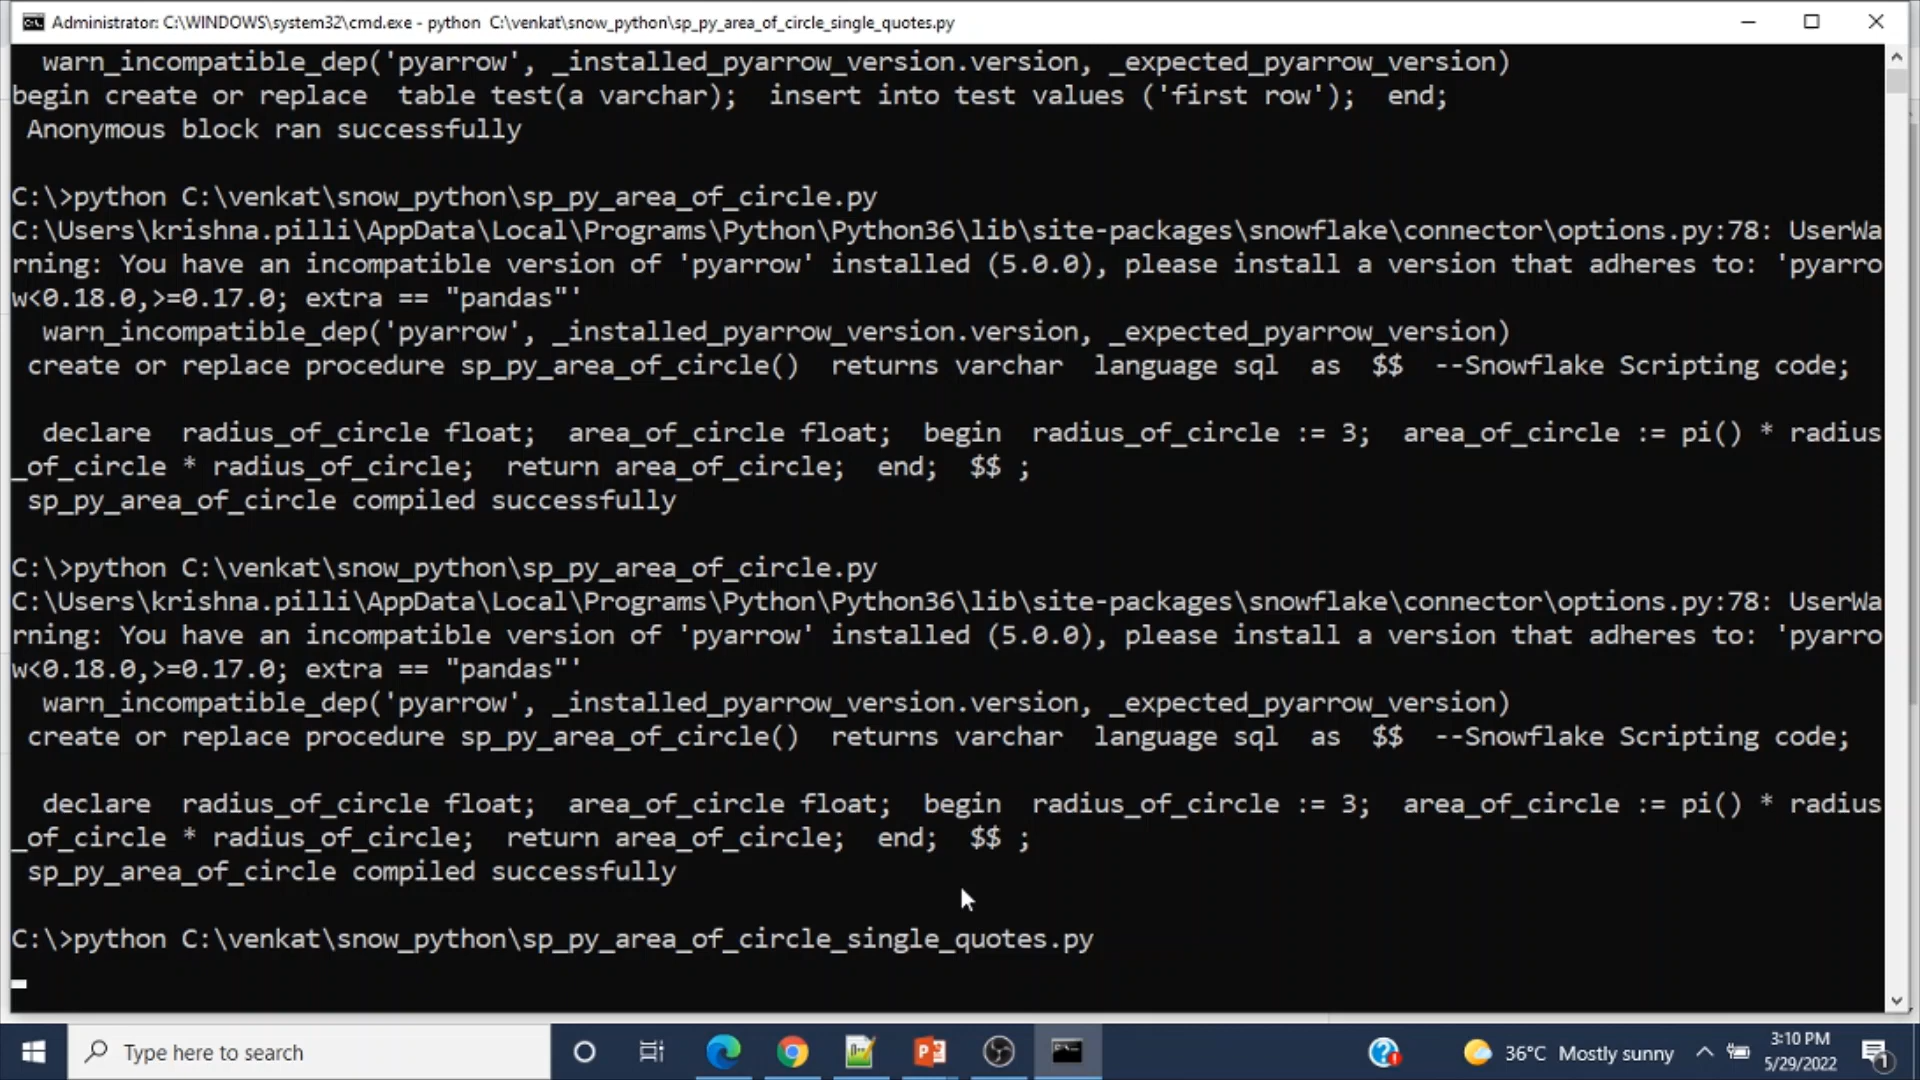 Administrator: C:\WINDOWS\system32\cmd.exe - python  C:\venkat\snow_python\sp_py_area_of_circle_single_quotes.py
  warn_incompatible_dep('pyarrow', _installed_pyarrow_version.version, _expected_pyarrow_version)
begin create or replace  table test(a varchar);  insert into test values ('first row');  end;
 Anonymous block ran successfully
C:\>python C:\venkat\snow_python\sp_py_area_of_circle.py
C:\Users\krishna.pilli\AppData\Local\Programs\Python\Python36\lib\site-packages\snowflake\connector\options.py:78: UserWa
rning: You have an incompatible version of 'pyarrow' installed (5.0.0), please install a version that adheres to: 'pyarro
w<0.18.0,>=0.17.0; extra == "pandas"'
  warn_incompatible_dep('pyarrow', _installed_pyarrow_version.version, _expected_pyarrow_version)
 create or replace procedure sp_py_area_of_circle()  returns varchar  language sql  as  $$  --Snowflake Scripting code;
  declare  radius_of_circle float;  area_of_circle float;  begin  radius_of_circle := 3;  area_of_circle := pi() * radius
_of_circle * radius_of_circle;  return area_of_circle;  end;  $$ ;
 sp_py_area_of_circle compiled successfully
C:\>python C:\venkat\snow_python\sp_py_area_of_circle.py
C:\Users\krishna.pilli\AppData\Local\Programs\Python\Python36\lib\site-packages\snowflake\connector\options.py:78: UserWa
rning: You have an incompatible version of 'pyarrow' installed (5.0.0), please install a version that adheres to: 'pyarro
w<0.18.0,>=0.17.0; extra == "pandas"'
  warn_incompatible_dep('pyarrow', _installed_pyarrow_version.version, _expected_pyarrow_version)
 create or replace procedure sp_py_area_of_circle()  returns varchar  language sql  as  $$  --Snowflake Scripting code;
  declare  radius_of_circle float;  area_of_circle float;  begin  radius_of_circle := 3;  area_of_circle := pi() * radius
_of_circle * radius_of_circle;  return area_of_circle;  end;  $$ ;
 sp_py_area_of_circle compiled successfully
C:\>python C:\venkat\snow_python\sp_py_area_of_circle_single_quotes.py
Type here to search
36°C  Mostly sunny
3:10 PM
5/29/2022
1